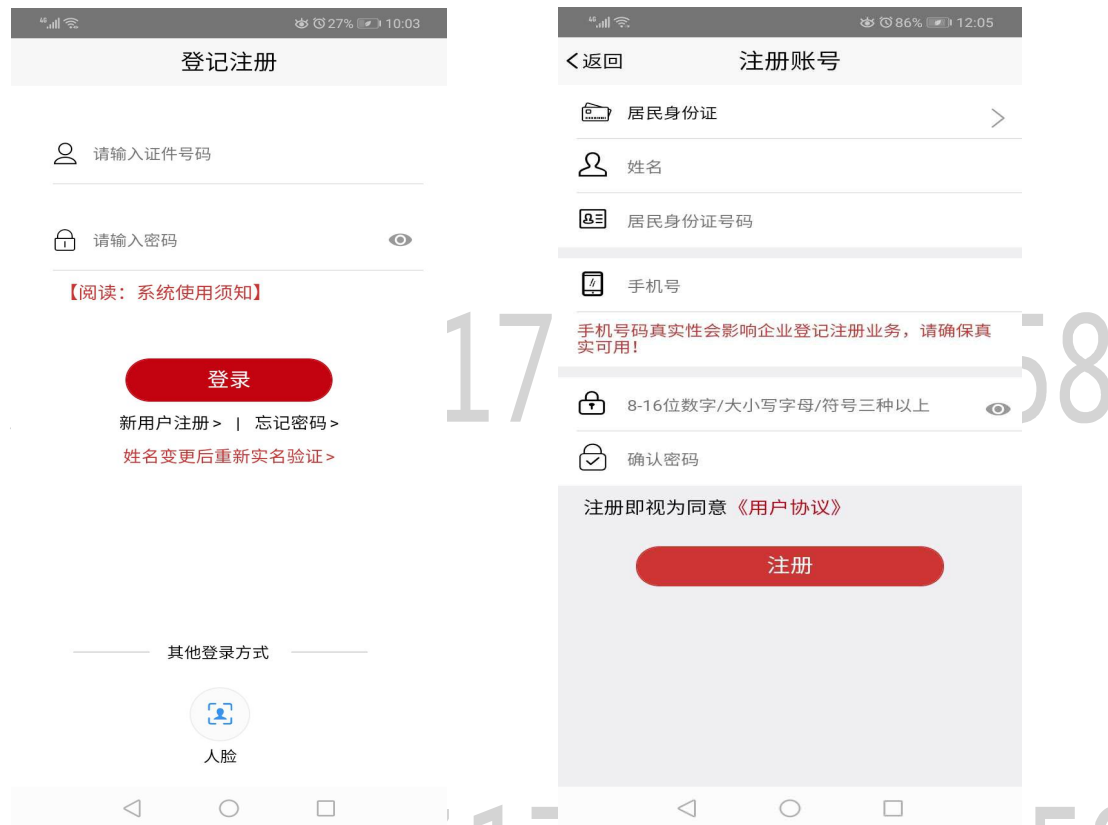 46 27% 10:03
登记注册
请输入证件号码
请输入密码
【阅读：系统使用须知】
登录
新用户注册> | 忘记密码>
姓名变更后重新实名验证>
其他登录方式
人脸
46 86% 12:05
<返回 注册账号
居民身份证 >
姓名
居民身份证号码
手机号
手机号码真实性会影响企业登记注册业务，请确保真
实可用！
8-16位数字/大小写字母/符号三种以上
确认密码
注册即视为同意《用户协议》
注册
17
58